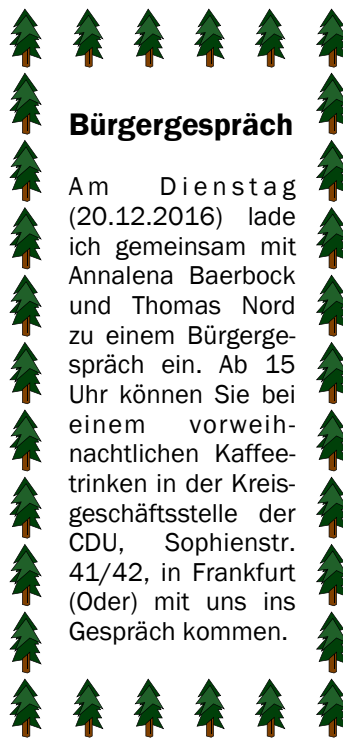 Bürgergespräch
Am Dienstag
(20.12.2016) lade
ich gemeinsam mit
Annalena Baerbock
und Thomas Nord
zu einem Bürgerge-
spräch ein. Ab 15
Uhr können Sie bei
einem vorweih-
nachtlichen Kaffee-
trinken in der Kreis-
geschäftsstelle der
CDU, Sophienstr.
41/42, in Frankfurt
(Oder) mit uns ins
Gespräch kommen.